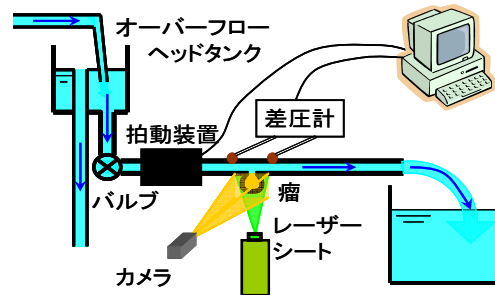 オーバーフロー
ヘッドタンク
拍動装置
差圧計
バルブ
瘤
レーザー
シート
カメラ